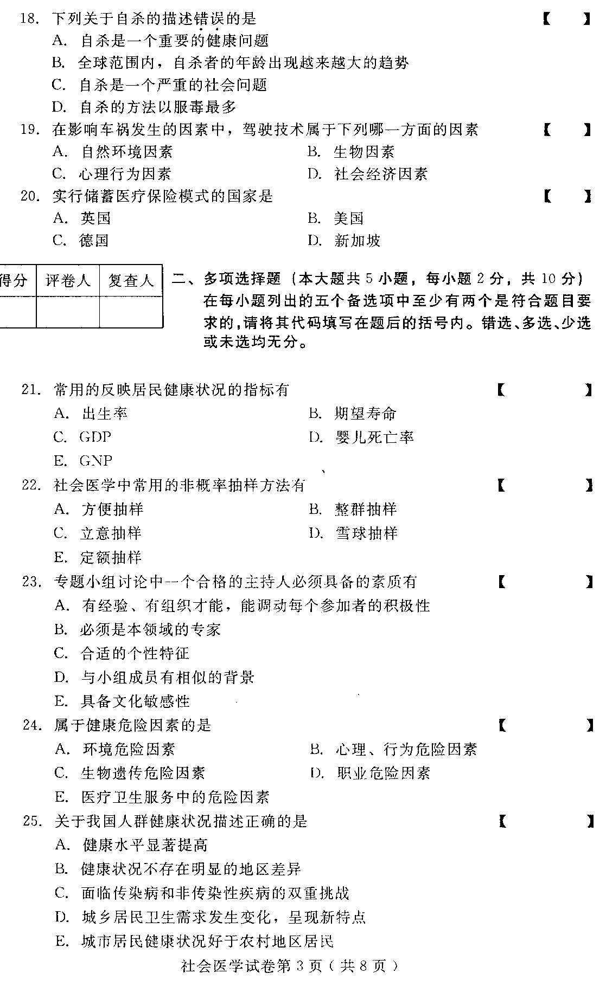 18. 下列关于自杀的描述错误的是 【 】
A. 自杀是一个重要的健康问题
B. 全球范围内，自杀者的年龄出现越来越大的趋势
C. 自杀是一个严重的社会问题
D. 自杀的方法以服毒最多
19. 在影响车祸发生的因素中，驾驶技术属于下列哪一方面的因素 【 】
A. 自然环境因素 B. 生物因素
C. 心理行为因素 D. 社会经济因素
20. 实行储蓄医疗保险模式的国家是 【 】
A. 英国 B. 美国
C. 德国 D. 新加坡
得分 评卷人 复查人
二、多项选择题（本大题共 5 小题，每小题 2 分，共 10 分）
在每小题列出的五个备选项中至少有两个是符合题目要
求的，请将其代码填写在题后的括号内。错选、多选、少选
或未选均无分。
21. 常用的反映居民健康状况的指标有 【 】
A. 出生率 B. 期望寿命
C. GDP D. 婴儿死亡率
E. GNP
22. 社会医学中常用的非概率抽样方法有 【 】
A. 方便抽样 B. 整群抽样
C. 立意抽样 D. 雪球抽样
E. 定额抽样
23. 专题小组讨论中一个合格的主持人必须具备的素质有 【 】
A. 有经验、有组织才能，能调动每个参加者的积极性
B. 必须是本领域的专家
C. 合适的个性特征
D. 与小组成员有相似的背景
E. 具备文化敏感性
24. 属于健康危险因素的是 【 】
A. 环境危险因素 B. 心理、行为危险因素
C. 生物遗传危险因素 D. 职业危险因素
E. 医疗卫生服务中的危险因素
25. 关于我国人群健康状况描述正确的是 【 】
A. 健康水平显著提高
B. 健康状况不存在明显的地区差异
C. 面临传染病和非传染性疾病的双重挑战
D. 城乡居民卫生需求发生变化，呈现新特点
E. 城市居民健康状况好于农村地区居民
社会医学试卷第 3 页（共 8 页）